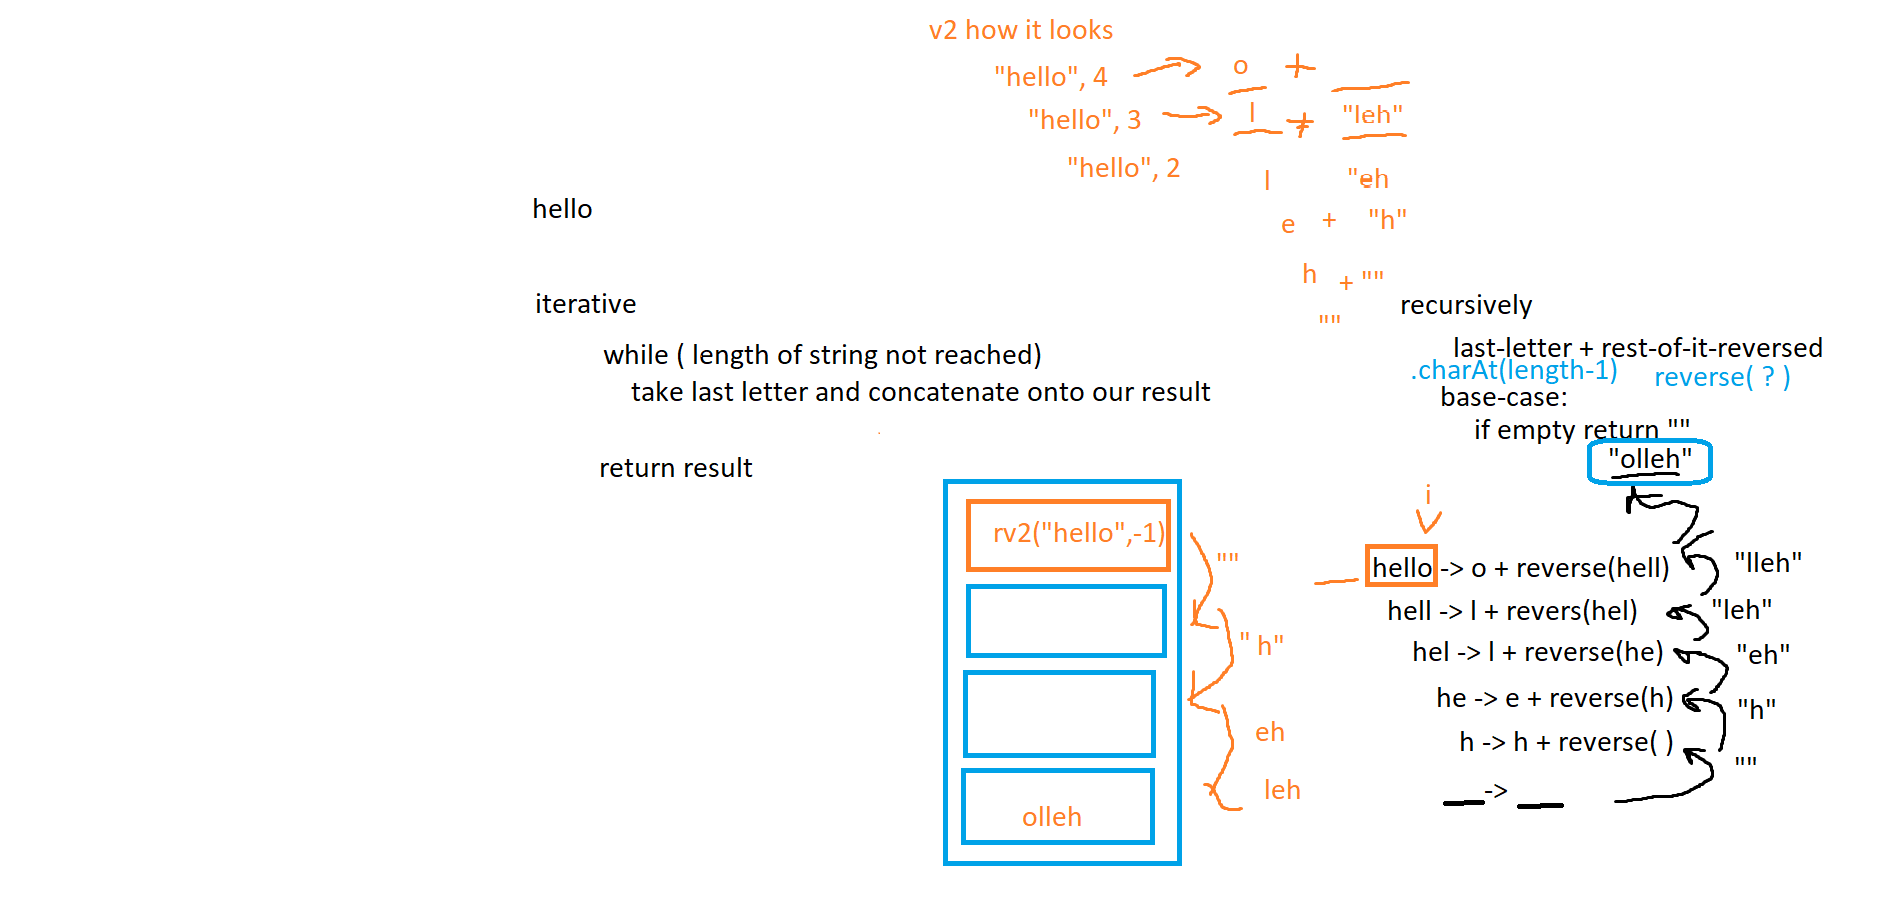 v2 how it looks
"hello", 4 o +
"hello", 3 l + "leh"
"hello", 2 l "eh
e + "h"
h + ""
""
hello
iterative
while ( length of string not reached)
take last letter and concatenate onto our result
return result
recursively
last-letter + rest-of-it-reversed
.charAt(length-1) reverse( ? )
base-case:
if empty return ""
"olleh"
i
hello -> o + reverse(hell) "lleh"
hell -> l + revers(hel) "leh"
hel -> l + reverse(he) "eh"
he -> e + reverse(h) "h"
h -> h + reverse( ) ""
->
rv2("hello",-1) ""
" h"
eh
leh
olleh